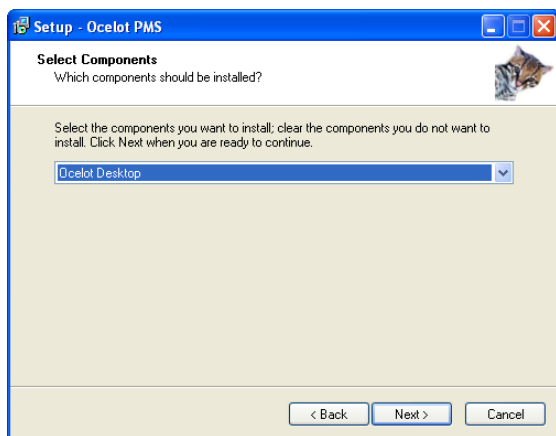 Setup - Ocelot PMS
Select Components
Which components should be installed?
Select the components you want to install; clear the components you do not want to
install. Click Next when you are ready to continue.
Ocelot Desktop
< Back Next > Cancel